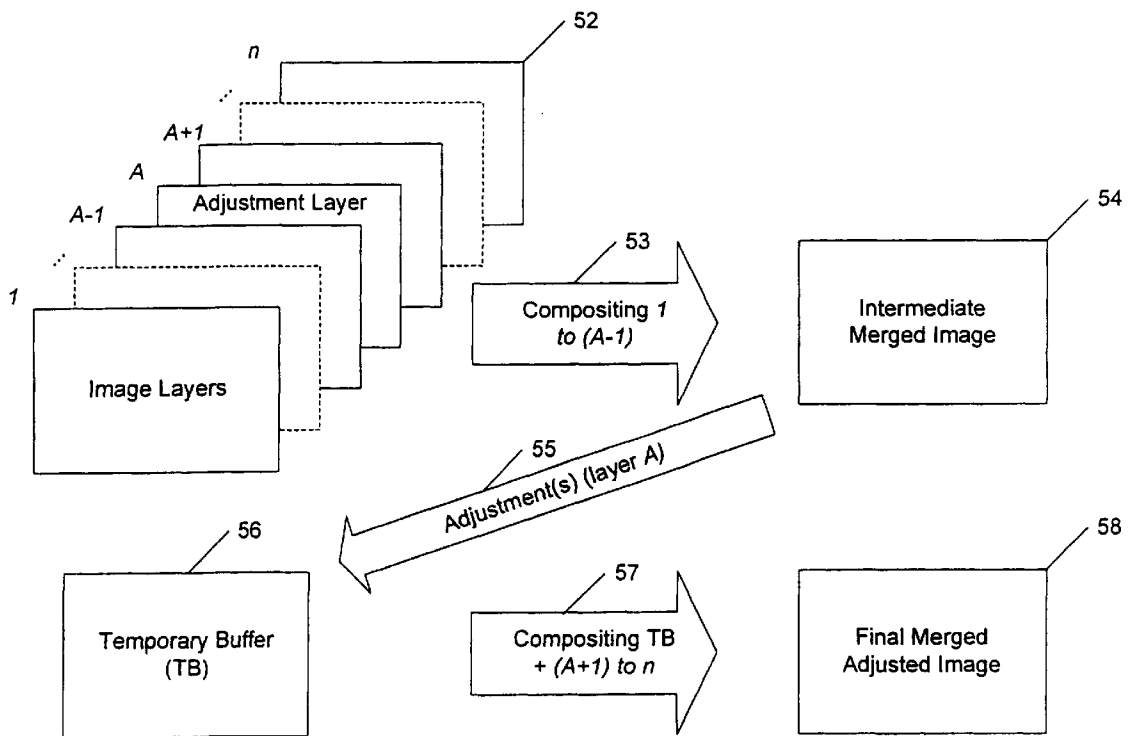 52
n
...
A+1
A
Adjustment Layer
A-1
...
1
Image Layers
53
Compositing 1
to (A-1)
54
Intermediate
Merged Image
55
Adjustment(s) (layer A)
56
Temporary Buffer
(TB)
57
Compositing TB
+ (A+1) to n
58
Final Merged
Adjusted Image